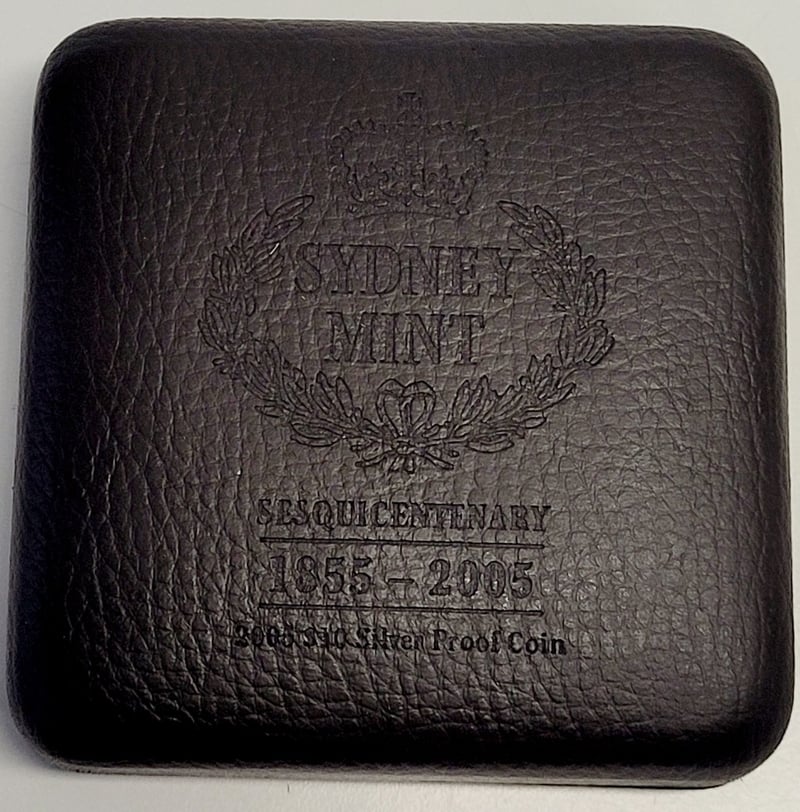 SYDNEY
MINT
SESQUICENTENARY
1855 – 2005
2005 $10 Silver Proof Coin